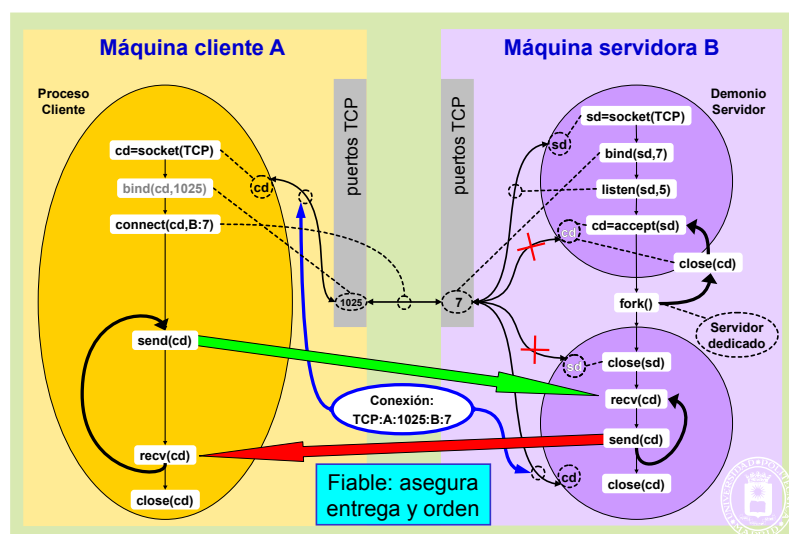 Máquina cliente A
Máquina servidora B
Proceso
Cliente
puertos TCP
puertos TCP
Demonio
Servidor
cd=socket(TCP)
bind(cd,1025)
connect(cd,B:7)
cd
1025
7
sd=socket(TCP)
sd
bind(sd,7)
listen(sd,5)
cd
cd=accept(sd)
close(cd)
fork()
Servidor
dedicado
send(cd)
sd
close(sd)
recv(cd)
Conexión:
TCP:A:1025:B:7
send(cd)
recv(cd)
cd
close(cd)
close(cd)
Fiable: asegura
entrega y orden